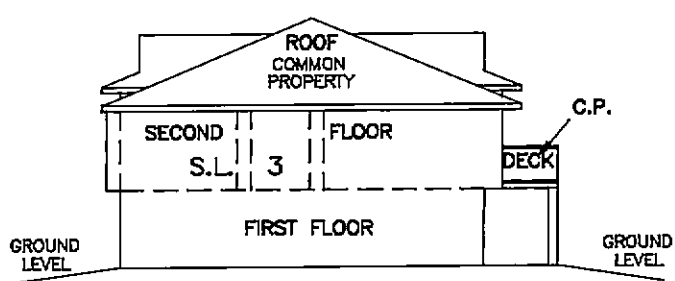 ROOF
COMMON
PROPERTY
C.P.
SECOND FLOOR
DECK
S.L. 3
FIRST FLOOR
GROUND
LEVEL
GROUND
LEVEL